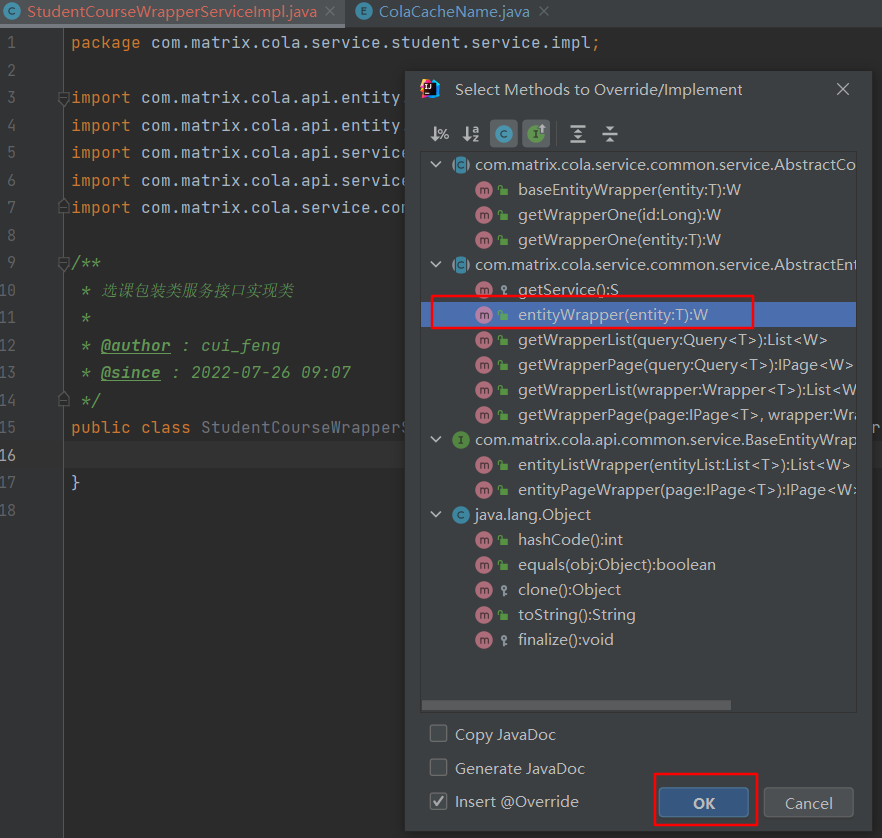 StudentCourseWrapperServiceImpl.java
ColaCacheName.java
1 package com.matrix.cola.service.student.service.impl;
2
3 import com.matrix.cola.api.entity
4 import com.matrix.cola.api.entity.
5 import com.matrix.cola.api.service
6 import com.matrix.cola.api.service
7 import com.matrix.cola.service.com
8
9 /**
10 * 选课包装类服务接口实现类
11 *
12 * @author : cui_feng
13 * @since : 2022-07-26 09:07
14 */
15 public class StudentCourseWrapperS
16
17 }
18
Select Methods to Override/Implement
com.matrix.cola.service.common.service.AbstractCo
baseEntityWrapper(entity:T):W
getWrapperOne(id:Long):W
getWrapperOne(entity:T):W
com.matrix.cola.service.common.service.AbstractEnt
getService():S
entityWrapper(entity:T):W
getWrapperList(query:Query<T>):List<W>
getWrapperPage(query:Query<T>):IPage<W>
getWrapperList(wrapper:Wrapper<T>):List<W
getWrapperPage(page:IPage<T>, wrapper:Wra
com.matrix.cola.api.common.service.BaseEntityWrap
entityListWrapper(entityList:List<T>):List<W>
entityPageWrapper(page:IPage<T>):IPage<W>
java.lang.Object
hashCode():int
equals(obj:Object):boolean
clone():Object
toString():String
finalize():void
Copy JavaDoc
Generate JavaDoc
Insert @Override
OK
Cancel